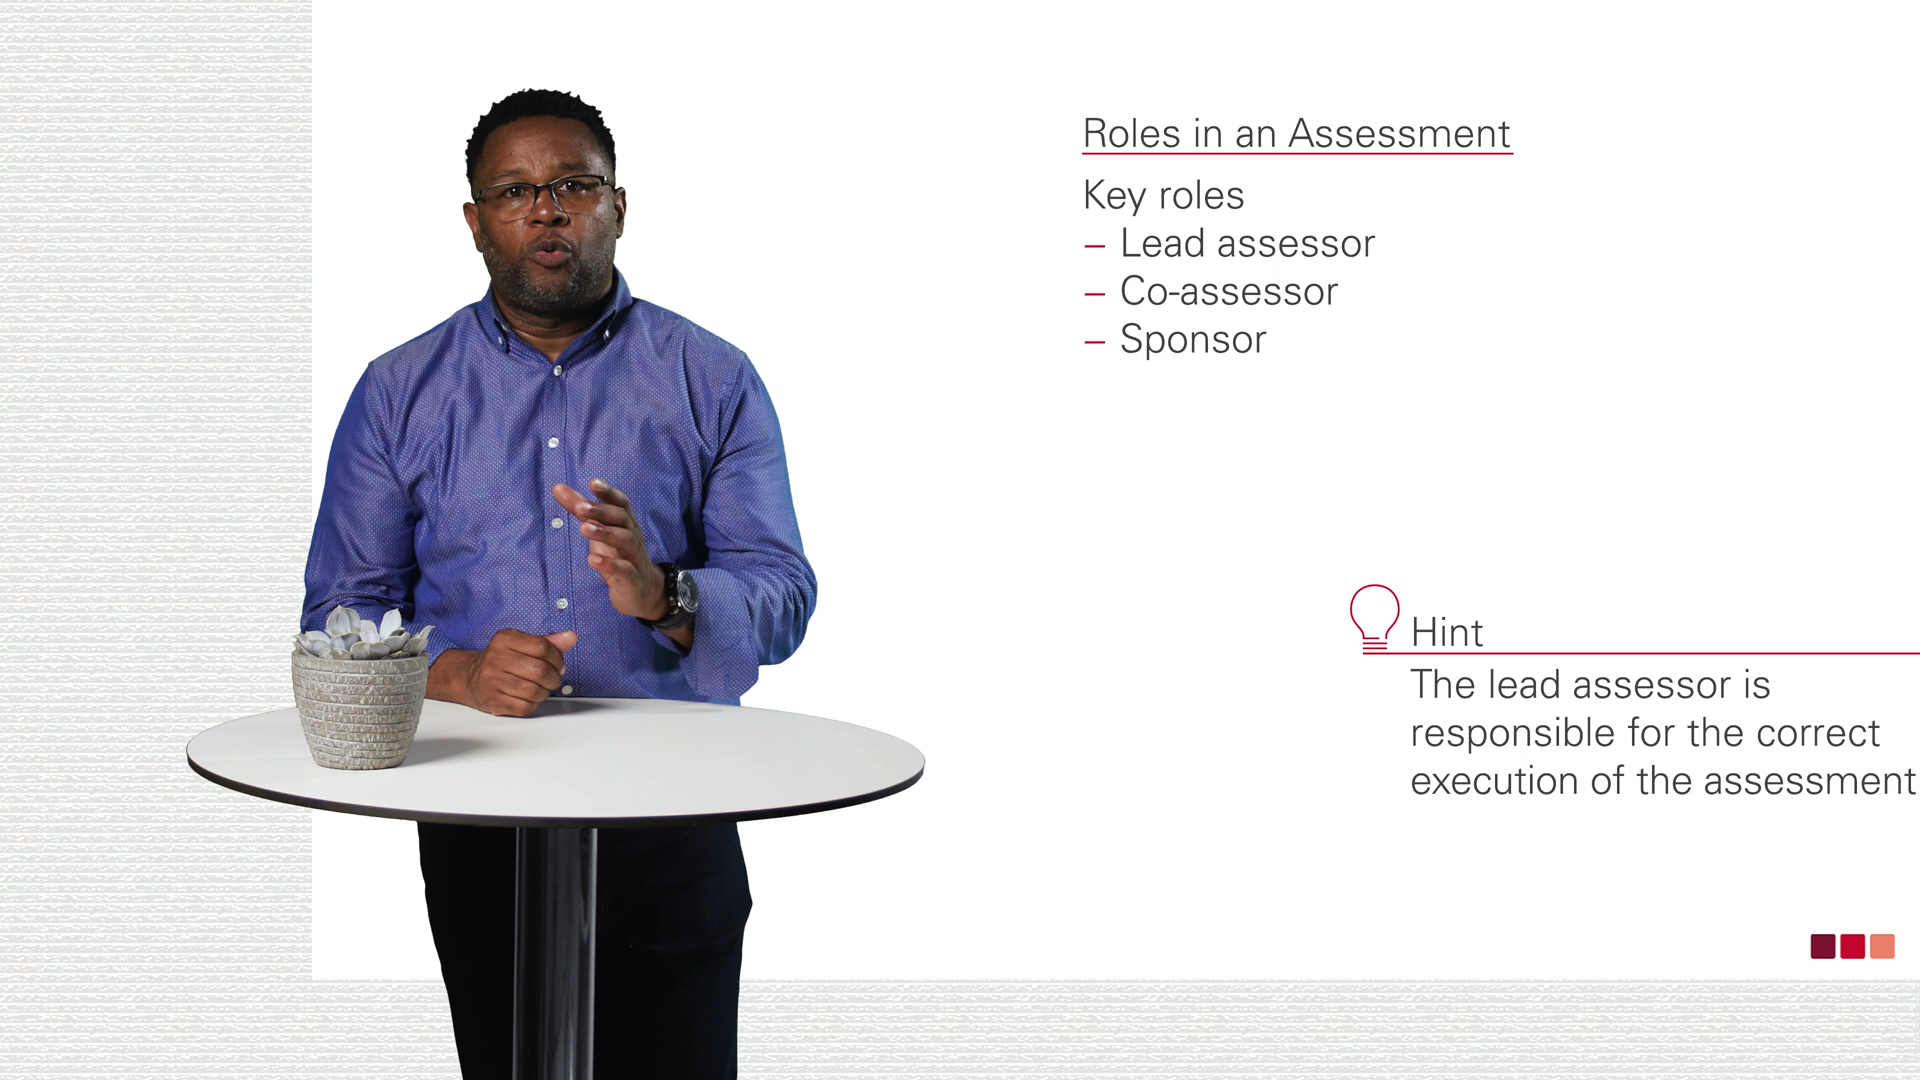 Roles in an Assessment
Key roles
– Lead assessor
– Co-assessor
– Sponsor
Hint
The lead assessor is
responsible for the correct
execution of the assessment